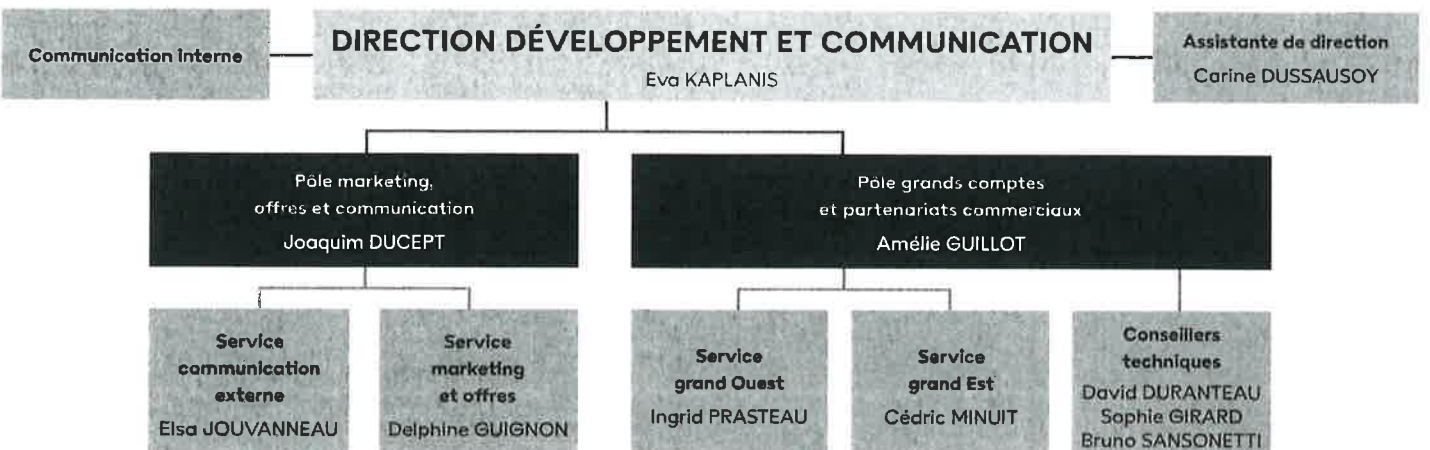 Communication interne
DIRECTION DÉVELOPPEMENT ET COMMUNICATION
Eva KAPLANIS
Assistante de direction
Carine DUSSAUSOY
Pôle marketing,
offres et communication
Joaquim DUCEPT
Pôle grands comptes
et partenariats commerciaux
Amélie GUILLOT
Service
communication
externe
Elsa JOUVANNEAU
Service
marketing
et offres
Delphine GUIGNON
Service
grand Ouest
Ingrid PRASTEAU
Service
grand Est
Cédric MINUIT
Conseillers
techniques
David DURANTEAU
Sophie GIRARD
Bruno SANSONETTI